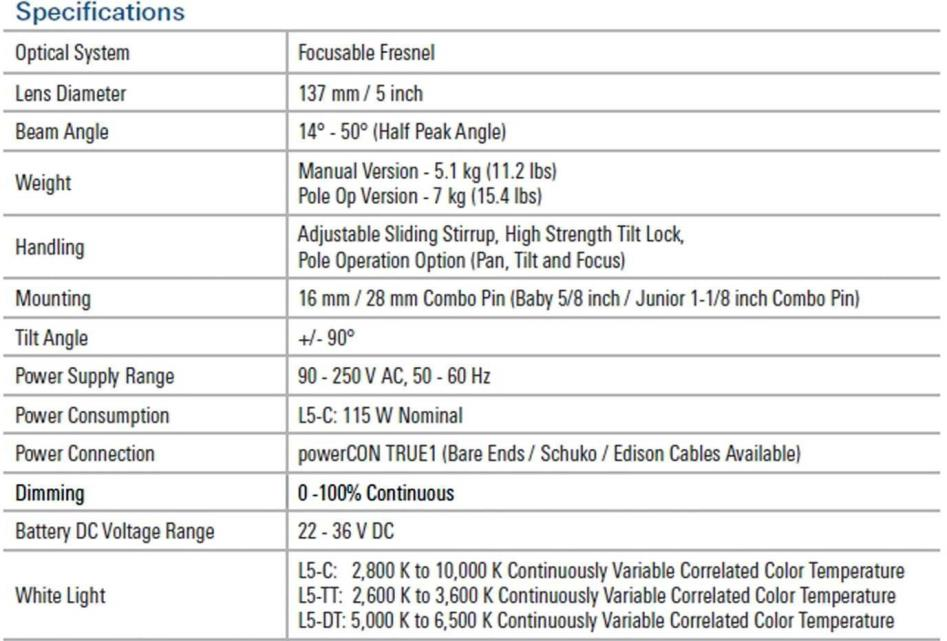 Specifications
Optical System Focusable Fresnel
Lens Diameter 137 mm / 5 inch
Beam Angle 14° - 50° (Half Peak Angle)
Weight Manual Version - 5.1 kg (11.2 lbs)
Pole Op Version - 7 kg (15.4 lbs)
Handling Adjustable Sliding Stirrup, High Strength Tilt Lock,
Pole Operation Option (Pan, Tilt and Focus)
Mounting 16 mm / 28 mm Combo Pin (Baby 5/8 inch / Junior 1-1/8 inch Combo Pin)
Tilt Angle +/- 90°
Power Supply Range 90 - 250 V AC, 50 - 60 Hz
Power Consumption L5-C: 115 W Nominal
Power Connection powerCON TRUE1 (Bare Ends / Schuko / Edison Cables Available)
Dimming 0 -100% Continuous
Battery DC Voltage Range 22 - 36 V DC
White Light L5-C: 2,800 K to 10,000 K Continuously Variable Correlated Color Temperature
L5-TT: 2,600 K to 3,600 K Continuously Variable Correlated Color Temperature
L5-DT: 5,000 K to 6,500 K Continuously Variable Correlated Color Temperature